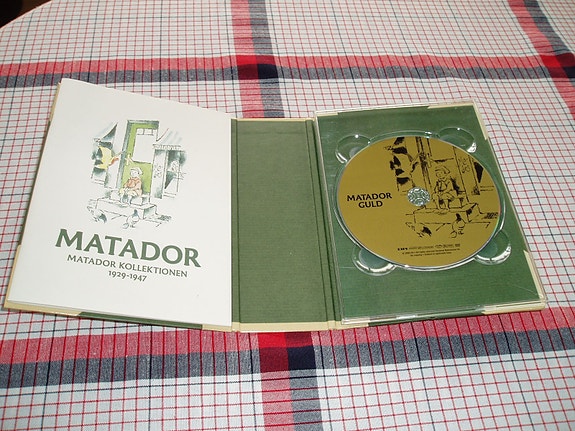 MATADOR
MATADOR KOLLEKTIONEN
1929-1947
MATADOR
GULD